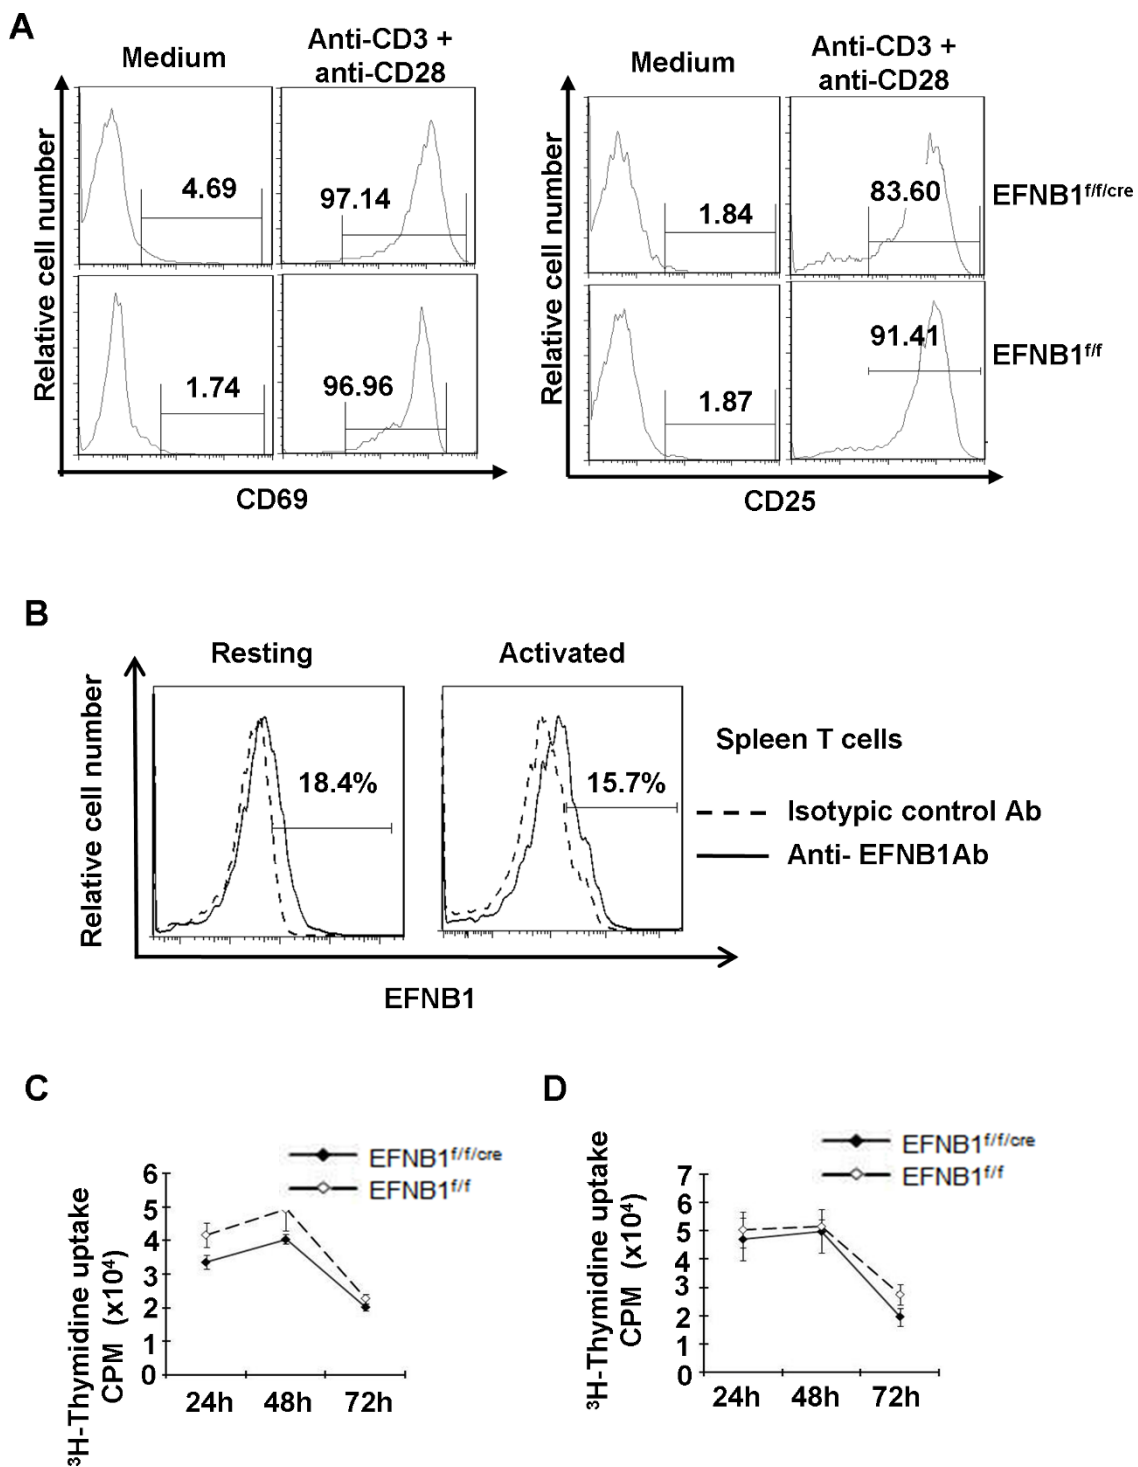 A
Medium
Anti-CD3 +
anti-CD28
Relative cell number
4.69
97.14
1.74
96.96
CD69
Medium
Anti-CD3 +
anti-CD28
Relative cell number
1.84
83.60
EFNB1f/f/cre
1.87
91.41
EFNB1f/f
CD25
B
Resting
Activated
Relative cell number
18.4%
15.7%
Spleen T cells
Isotypic control Ab
Anti- EFNB1Ab
EFNB1
C
EFNB1f/f/cre
EFNB1f/f
³H-Thymidine uptake
CPM (x10⁴)
6
5
4
3
2
1
0
24h 48h 72h
D
EFNB1f/f/cre
EFNB1f/f
³H-Thymidine uptake
CPM (x10⁴)
7
6
5
4
3
2
1
0
24h 48h 72h